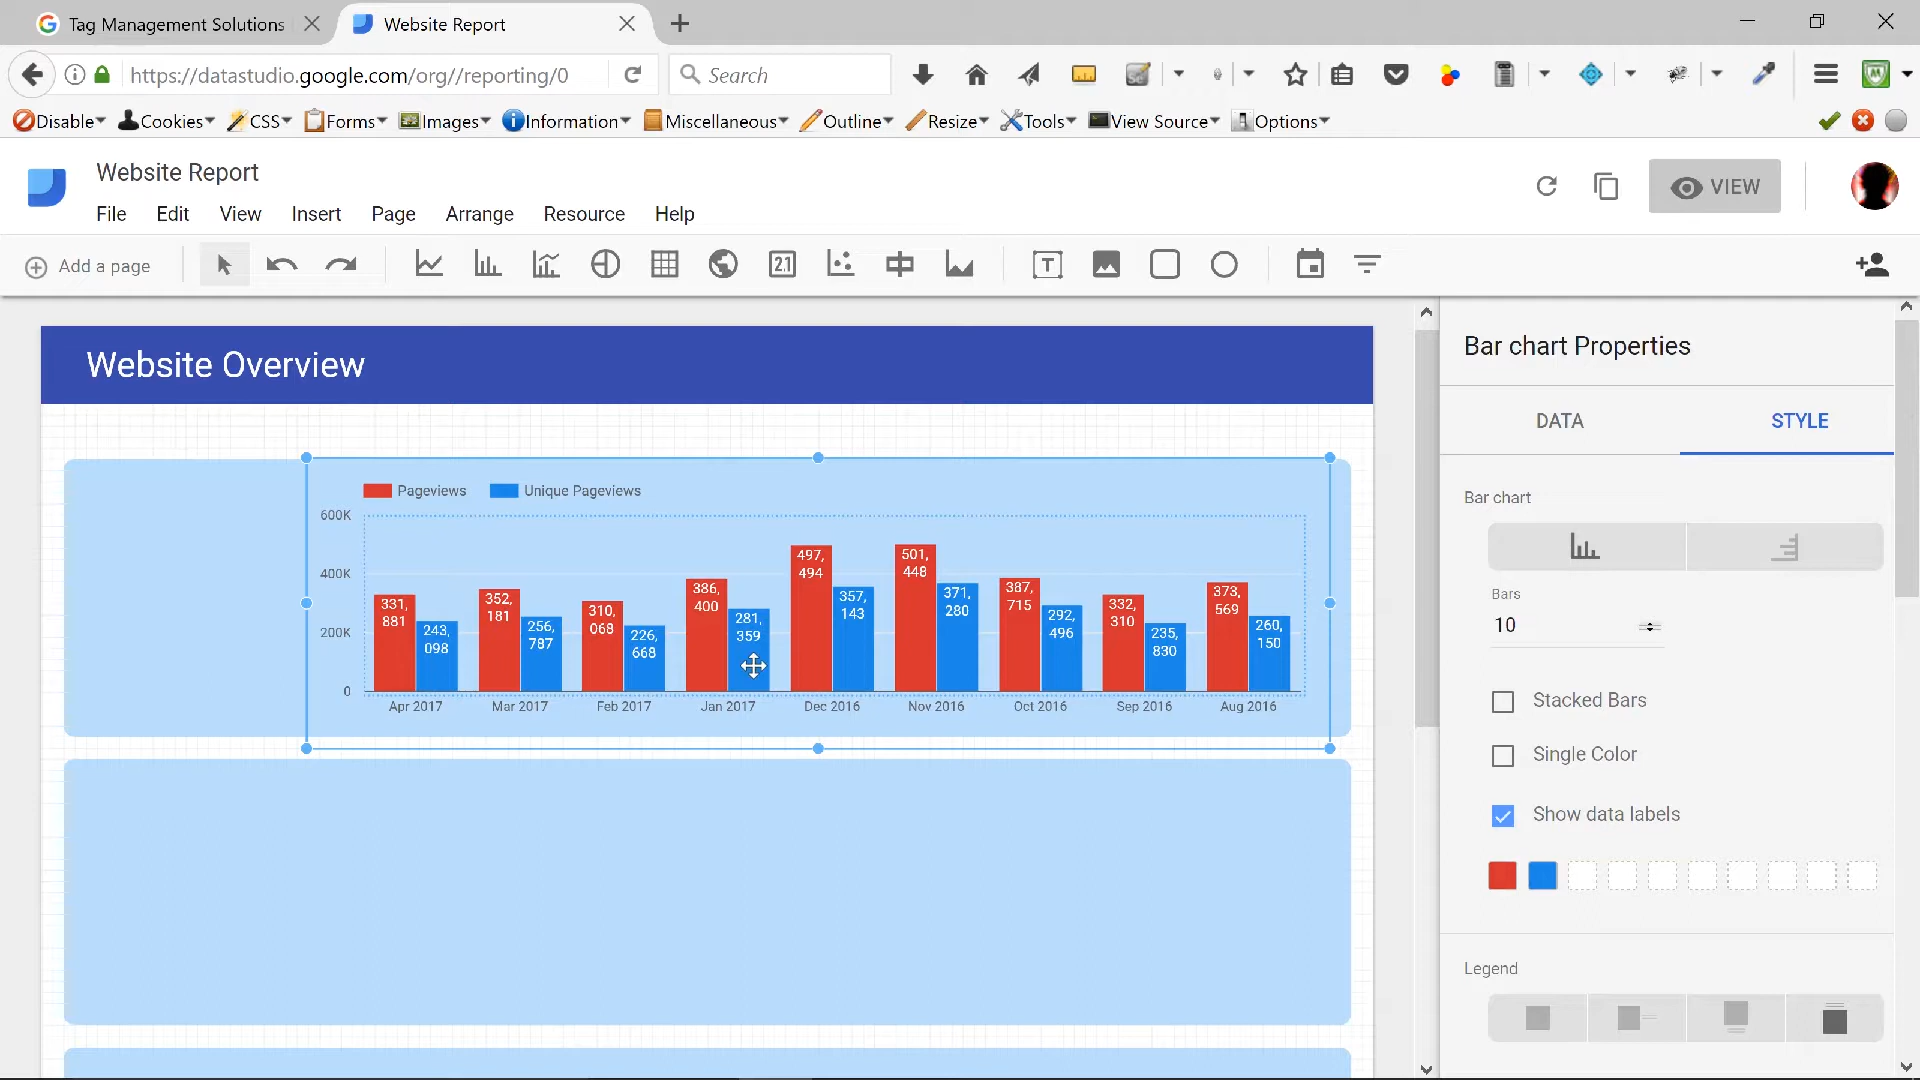 Tag Management Solutions
Website Report
https://datastudio.google.com/org//reporting/0
Search
Disable Cookies CSS Forms Images Information Miscellaneous Outline Resize Tools View Source Options
Website Report
File Edit View Insert Page Arrange Resource Help
VIEW
Add a page
21
T
Website Overview
Pageviews Unique Pageviews
600K
400K
200K
0
331,
881
243,
098
352,
181
256,
787
310,
068
226,
668
386,
400
281,
359
497,
494
357,
143
501,
448
371,
280
387,
715
292,
496
332,
310
235,
830
373,
569
260,
150
Apr 2017 Mar 2017 Feb 2017 Jan 2017 Dec 2016 Nov 2016 Oct 2016 Sep 2016 Aug 2016
Bar chart Properties
DATA STYLE
Bar chart
Bars
10
Stacked Bars
Single Color
Show data labels
Legend